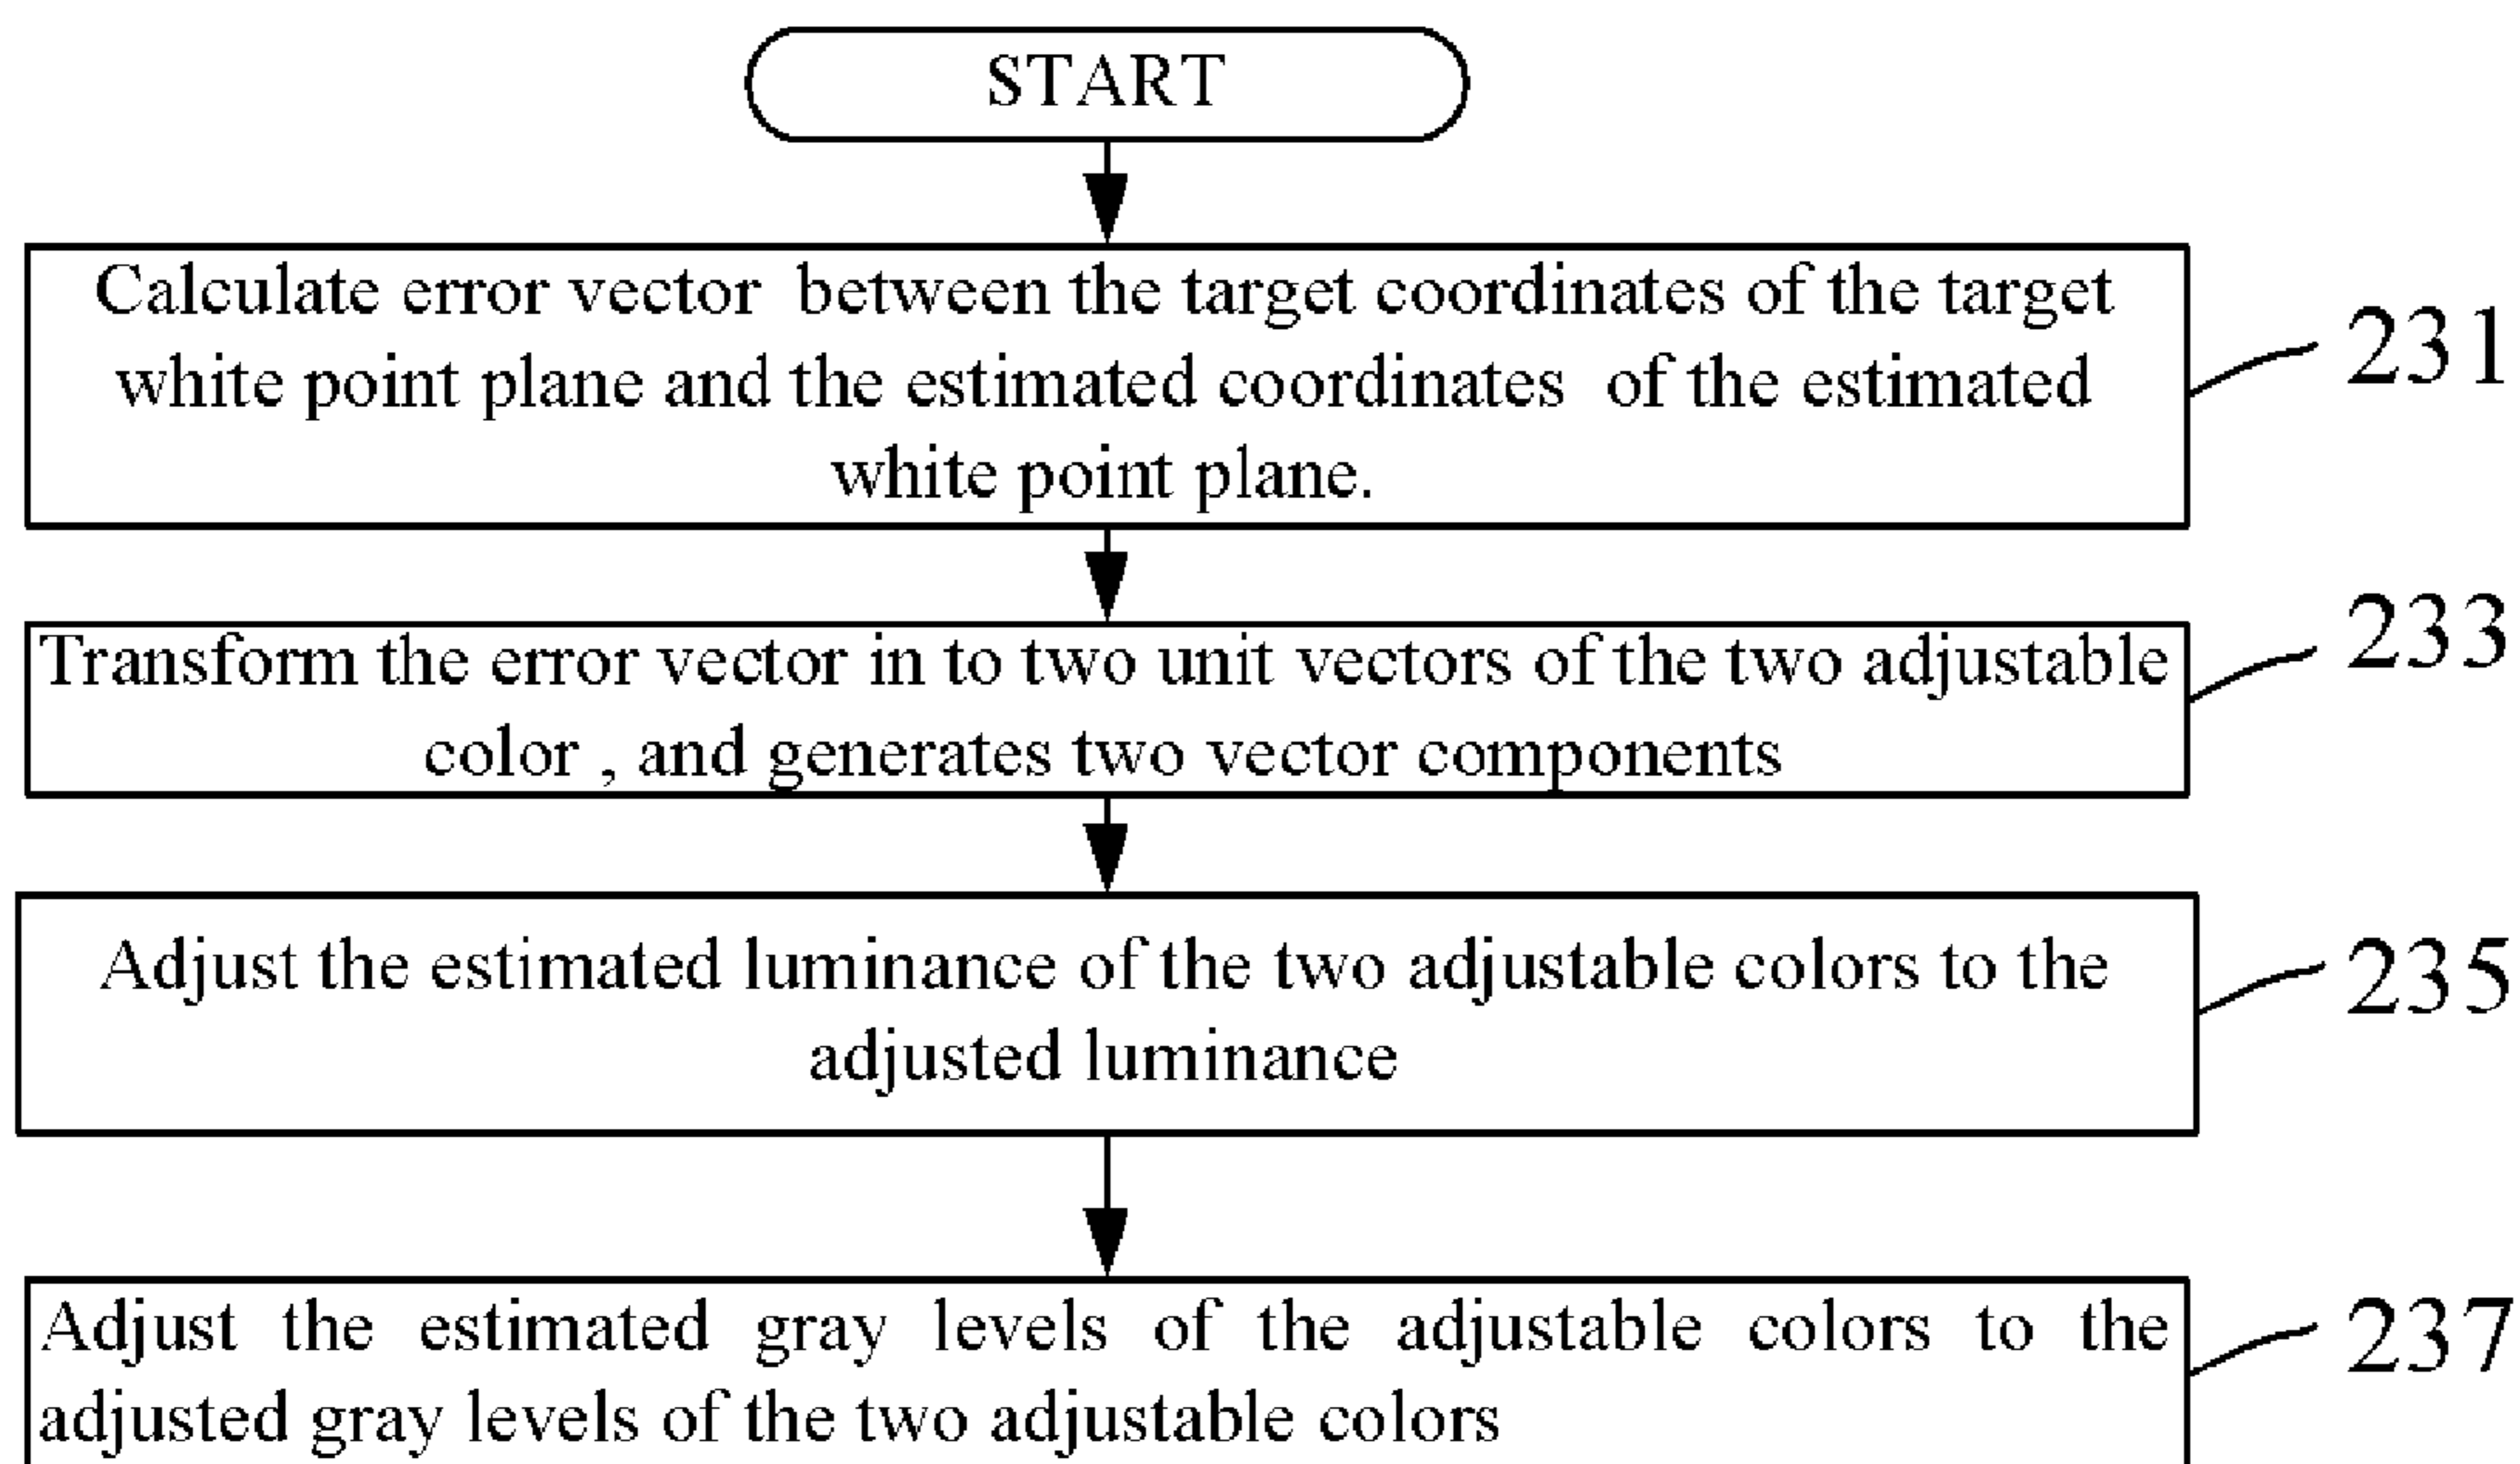 START
Calculate error vector between the target coordinates of the target
white point plane and the estimated coordinates of the estimated
white point plane.
231
Transform the error vector in to two unit vectors of the two adjustable
color , and generates two vector components
233
Adjust the estimated luminance of the two adjustable colors to the
adjusted luminance
235
Adjust the estimated gray levels of the adjustable colors to the
adjusted gray levels of the two adjustable colors
237